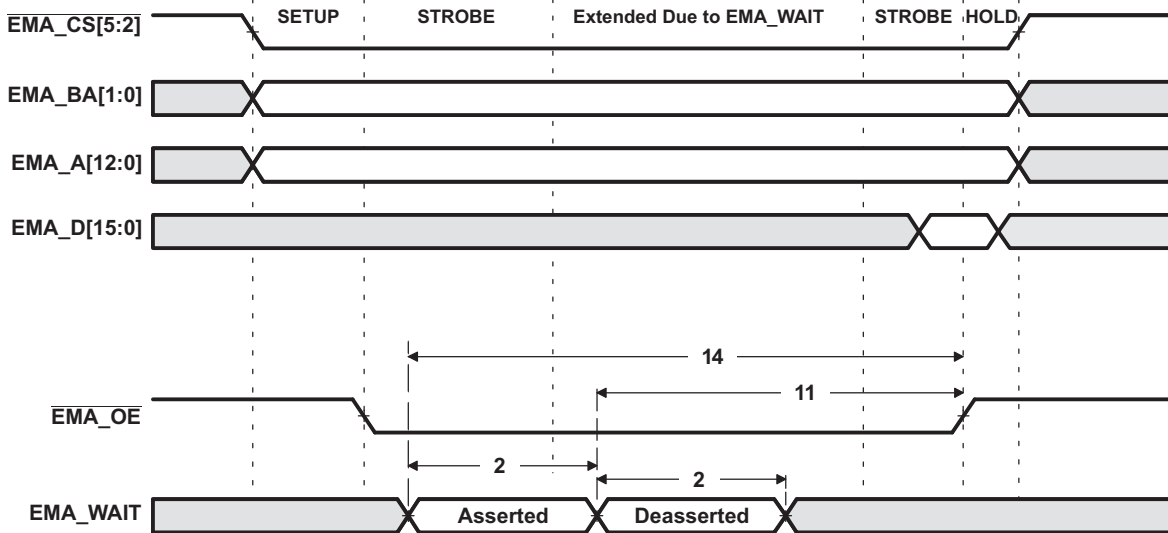 SETUP STROBE Extended Due to EMA_WAIT STROBE HOLD
EMA_CS[5:2]
EMA_BA[1:0]
EMA_A[12:0]
EMA_D[15:0]
14
11
EMA_OE
2
2
EMA_WAIT Asserted Deasserted